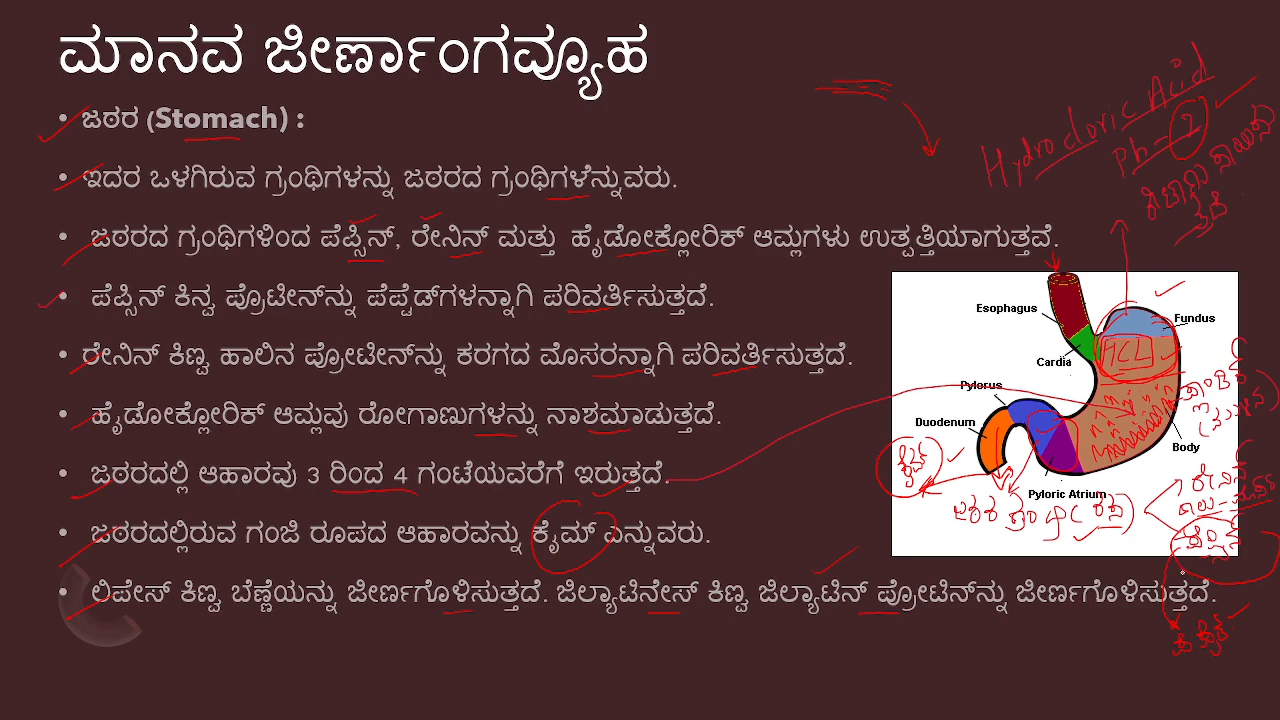 ಮಾನವ ಜೀರ್ಣಾಂಗವ್ಯೂಹ
• ಜಠರ (Stomach) :
• ಇದರ ಒಳಗಿರುವ ಗ್ರಂಥಿಗಳನ್ನು ಜಠರದ ಗ್ರಂಥಿಗಳೆನ್ನುವರು.
• ಜಠರದ ಗ್ರಂಥಿಗಳಿಂದ ಪೆಪ್ಸಿನ್, ರೇನಿನ್ ಮತ್ತು ಹೈಡೋಕ್ಲೋರಿಕ್ ಆಮ್ಲಗಳು ಉತ್ಪತ್ತಿಯಾಗುತ್ತವೆ.
• ಪೆಪ್ಸಿನ್ ಕಿನ್ವ ಪ್ರೊಟೀನ್‌ನ್ನು ಪೆಪ್ಟೆಡ್‌ಗಳನ್ನಾಗಿ ಪರಿವರ್ತಿಸುತ್ತದೆ.
• ರೇನಿನ್ ಕಿಣ್ವ ಹಾಲಿನ ಪ್ರೋಟೀನ್‌ನ್ನು ಕರಗದ ಮೊಸರನ್ನಾಗಿ ಪರಿವರ್ತಿಸುತ್ತದೆ.
• ಹೈಡೋಕ್ಲೋರಿಕ್ ಆಮ್ಲವು ರೋಗಾಣುಗಳನ್ನು ನಾಶಮಾಡುತ್ತದೆ.
• ಜಠರದಲ್ಲಿ ಆಹಾರವು 3 ರಿಂದ 4 ಗಂಟೆಯವರೆಗೆ ಇರುತ್ತದೆ.
• ಜಠರದಲ್ಲಿರುವ ಗಂಜಿ ರೂಪದ ಆಹಾರವನ್ನು ಕೈಮ್ ಎನ್ನುವರು.
• ಲಿಪೇಸ್ ಕಿಣ್ವ ಬೆಣ್ಣೆಯನ್ನು ಜೀರ್ಣಗೊಳಿಸುತ್ತದೆ. ಜಿಲ್ಯಾಟಿನೇಸ್ ಕಿಣ್ವ ಜಿಲ್ಯಾಟಿನ್ ಪ್ರೋಟಿನ್‌ನ್ನು ಜೀರ್ಣಗೊಳಿಸುತ್ತದೆ.
Hydrocloric Acid
Ph = 2
Esophagus
Fundus
Cardia
HCL
Pylorus
Duodenum
Body
Pyloric Atrium